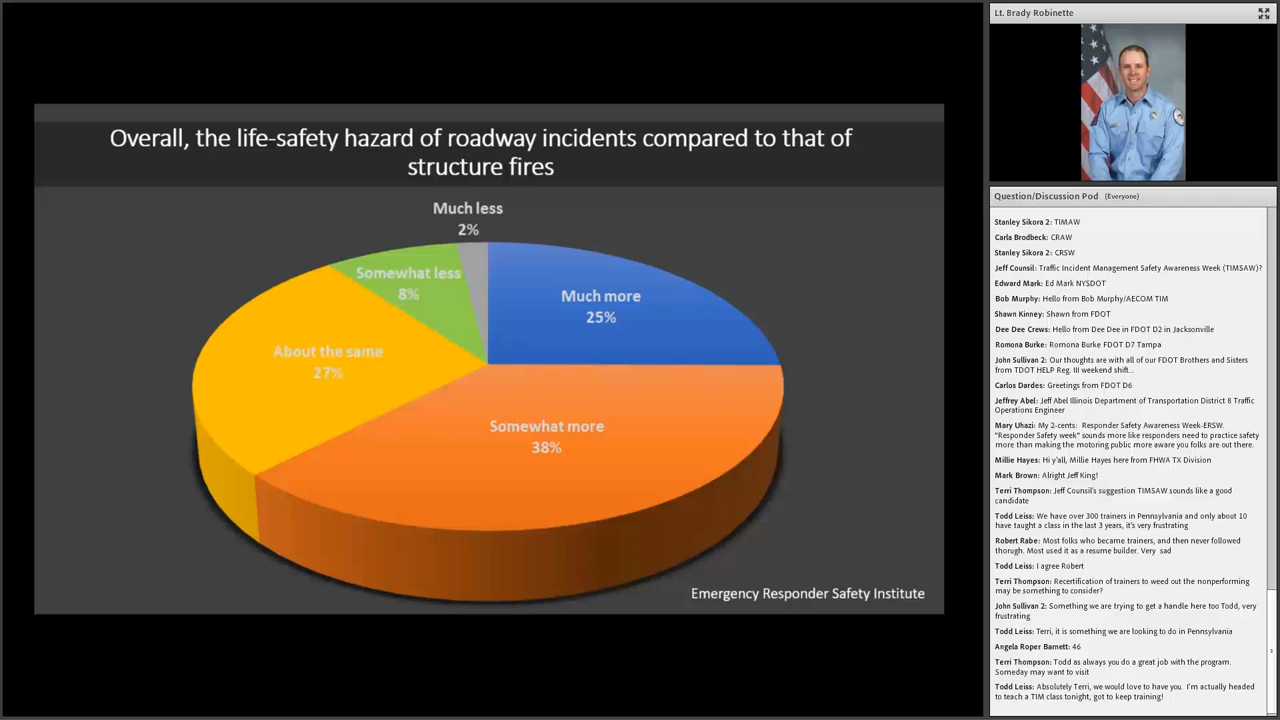 Overall, the life-safety hazard of roadway incidents compared to that of
structure fires
Much less
2%
Somewhat less
8%
Much more
25%
About the same
27%
Somewhat more
38%
Emergency Responder Safety Institute
Lt. Brady Robinette
Question/Discussion Pod (Everyone)
Stanley Sikora 2: TIMAW
Carla Brodbeck: CRAW
Stanley Sikora 2: CRSW
Jeff Counsil: Traffic Incident Management Safety Awareness Week (TIMSAW)?
Edward Mark: Ed Mark NYSDOT
Bob Murphy: Hello from Bob Murphy/AECOM TIM
Shawn Kinney: Shawn from FDOT
Dee Dee Crews: Hello from Dee Dee in FDOT D2 in Jacksonville
Romona Burke: Romona Burke FDOT D7 Tampa
John Sullivan 2: Our thoughts are with all of our FDOT Brothers and Sisters
from TDOT HELP Reg. III weekend shift...
Carlos Dardes: Greetings from FDOT D6
Jeffrey Abel: Jeff Abel Illinois Department of Transportation District 8 Traffic
Operations Engineer
Mary Uhazi: My 2-cents: Responder Safety Awareness Week-ERSW.
"Responder Safety week" sounds more like responders need to practice safety
more than making the motoring public more aware you folks are out there.
Millie Hayes: Hi y'all, Millie Hayes here from FHWA TX Division
Mark Brown: Alright Jeff King!
Terri Thompson: Jeff Counsil's suggestion TIMSAW sounds like a good
candidate
Todd Leiss: We have over 300 trainers in Pennsylvania and only about 10
have taught a class in the last 3 years, it's very frustrating
Robert Rabe: Most folks who became trainers, and then never followed
thorugh. Most used it as a resume builder. Very sad
Todd Leiss: I agree Robert
Terri Thompson: Recertification of trainers to weed out the nonperforming
may be something to consider?
John Sullivan 2: Something we are trying to get a handle here too Todd, very
frustrating
Todd Leiss: Terri, it is something we are looking to do in Pennsylvania
Angela Roper Barnett: 46
Terri Thompson: Todd as always you do a great job with the program.
Someday may want to visit
Todd Leiss: Absolutely Terri, we would love to have you. I'm actually headed
to teach a TIM class tonight, got to keep training!